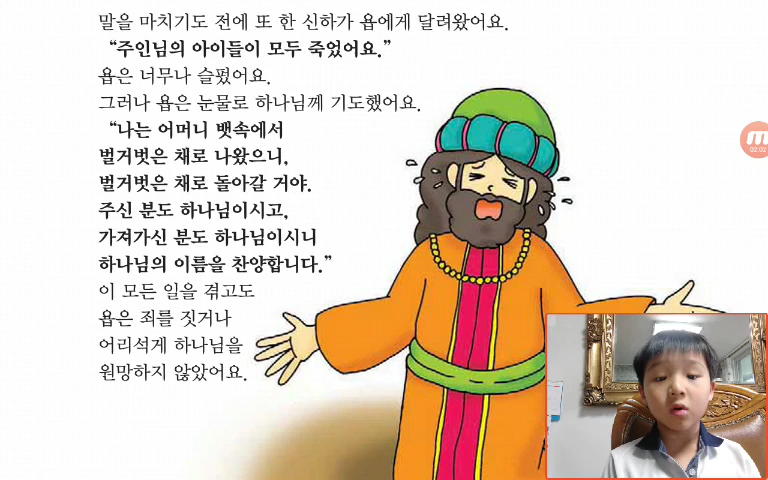 말을 마치기도 전에 또 한 신하가 욥에게 달려왔어요.
“주인님의 아이들이 모두 죽었어요.”
욥은 너무나 슬펐어요.
그러나 욥은 눈물로 하나님께 기도했어요.
“나는 어머니 뱃속에서
벌거벗은 채로 나왔으니,
벌거벗은 채로 돌아갈 거야.
주신 분도 하나님이시고,
가져가신 분도 하나님이시니
하나님의 이름을 찬양합니다.”
이 모든 일을 겪고도
욥은 죄를 짓거나
어리석게 하나님을
원망하지 않았어요.
m
02:02